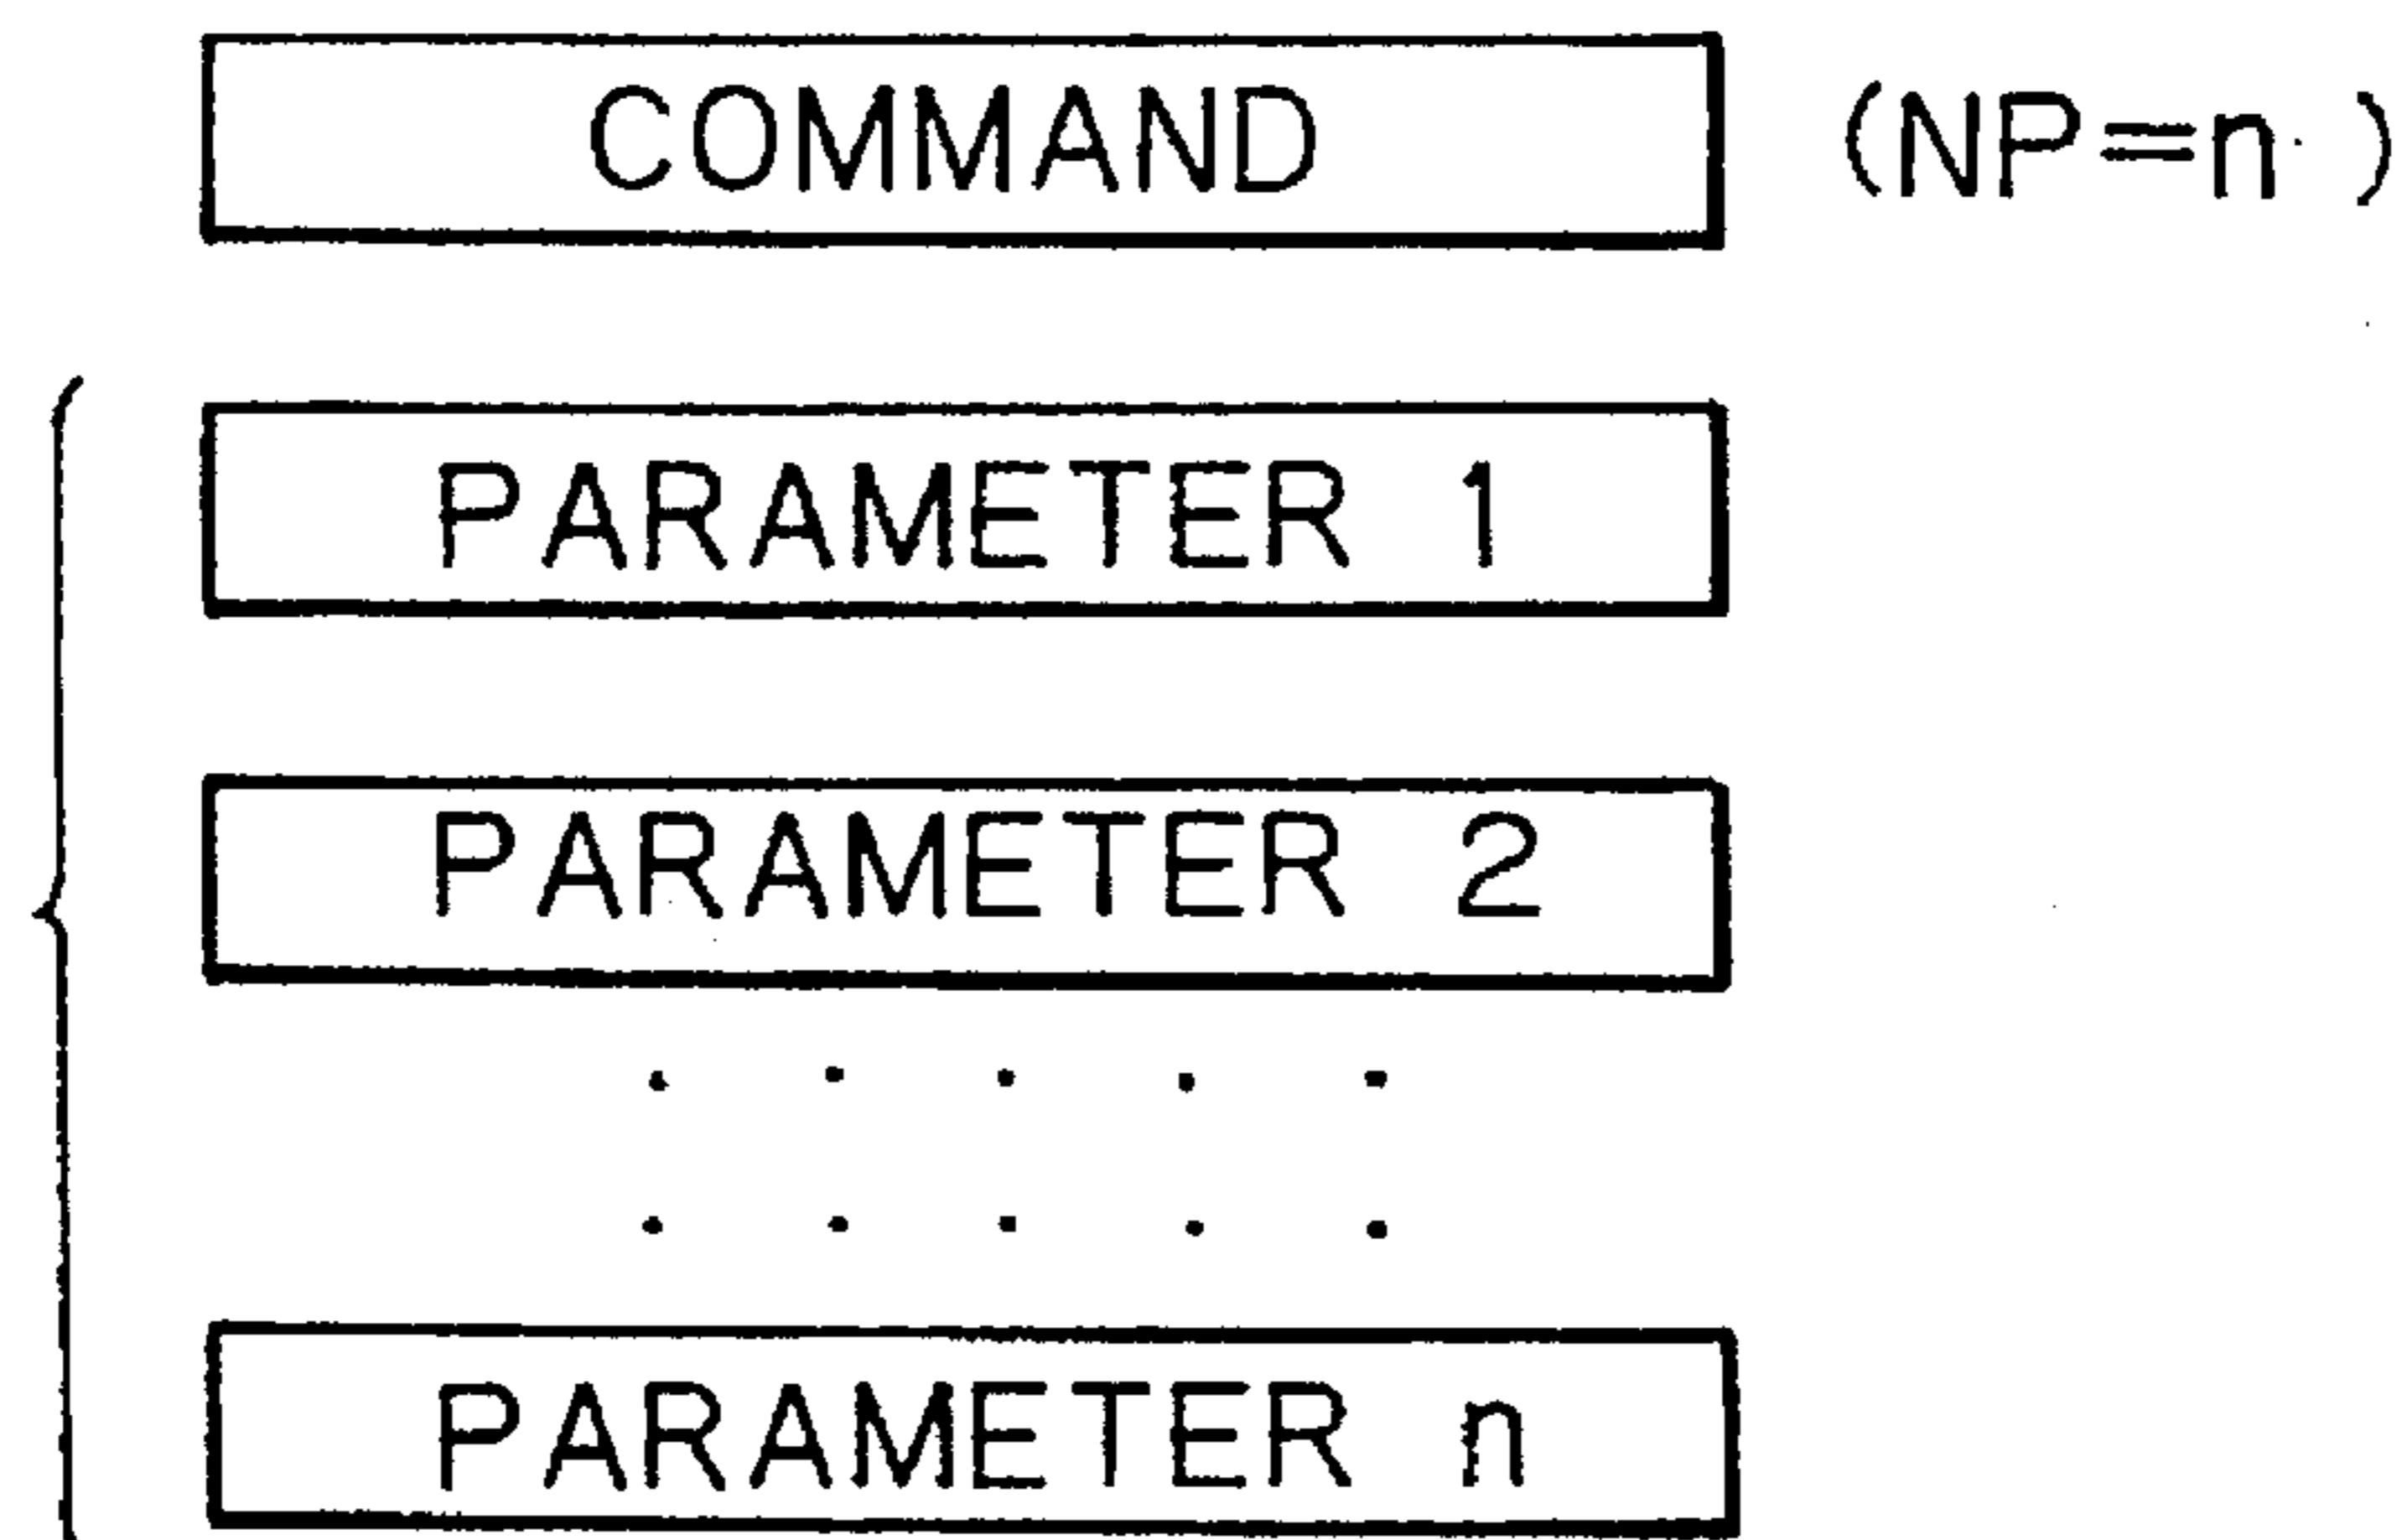 COMMAND (NP=n )
PARAMETER 1
PARAMETER 2
. . . . .
. . . . .
PARAMETER n